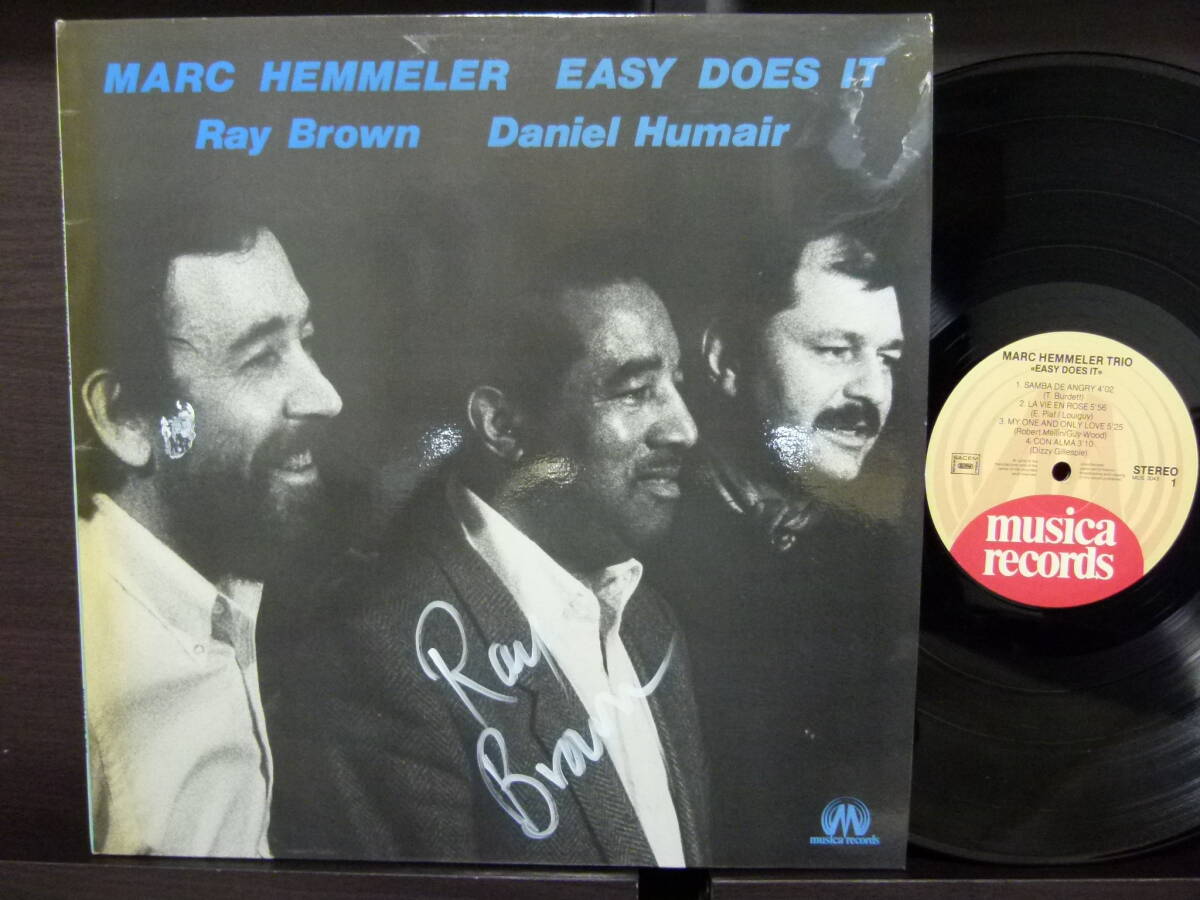 MARC HEMMELER EASY DOES IT
Ray Brown Daniel Humair
Ray
Brown
musica records
MARC HEMMELER TRIO
«EASY DOES IT»
1. SAMBA DE ANGRY 4'02
(T. Burdett)
2. LA VIE EN ROSE 5'56
(E. Piaf / Louiguy)
3. MY ONE AND ONLY LOVE 5'25
(Robert Mellin/Guy Wood)
4. CON ALMA 3'10
(Dizzy Gillespie)
SACEM
STEREO
1
musica
records